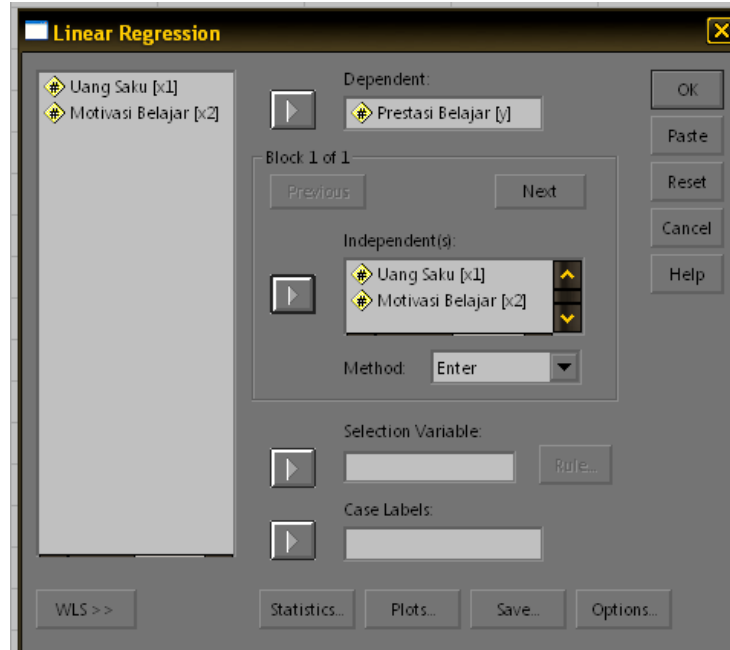 Linear Regression
Uang Saku [x1]
Motivasi Belajar [x2]
Dependent:
Prestasi Belajar [y]
Block 1 of 1
Previous
Next
Independent(s):
Uang Saku [x1]
Motivasi Belajar [x2]
Method:
Enter
Selection Variable:
Rule...
Case Labels:
WLS >>
Statistics...
Plots...
Save...
Options...
OK
Paste
Reset
Cancel
Help